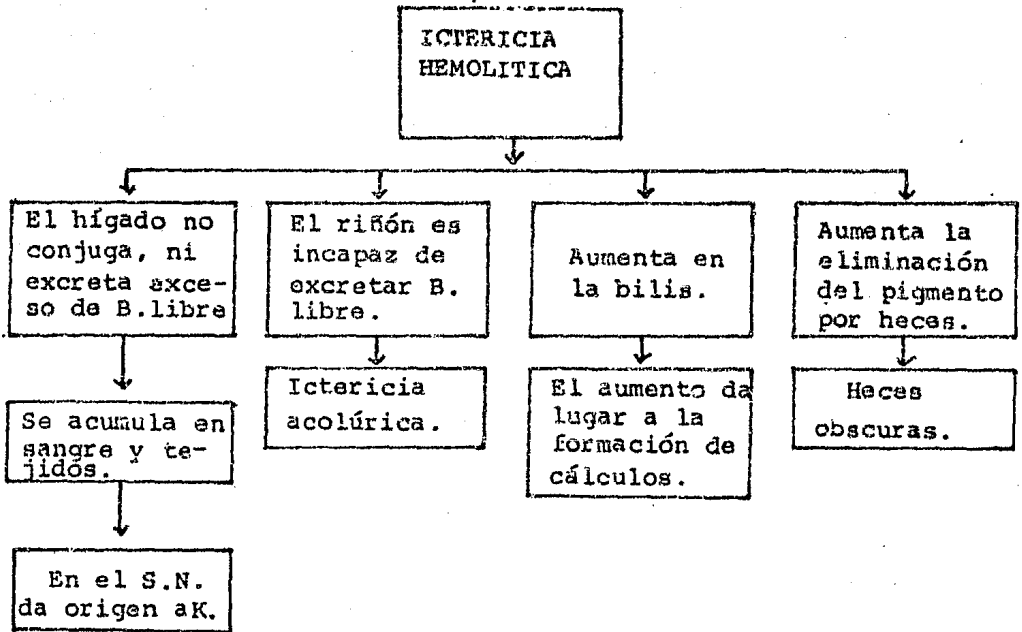 ICTERICIA
HEMOLITICA
El hígado no
conjuga, ni
excreta exce-
so de B.libre
Se acumula en
sangre y te-
jidos.
En el S.N.
da origen aK.
El riñón es
incapaz de
excretar B.
libre.
Ictericia
acolúrica.
Aumenta en
la bilis.
El aumento da
lugar a la
formación de
cálculos.
Aumenta la
eliminación
del pigmento
por heces.
Heces
obscuras.